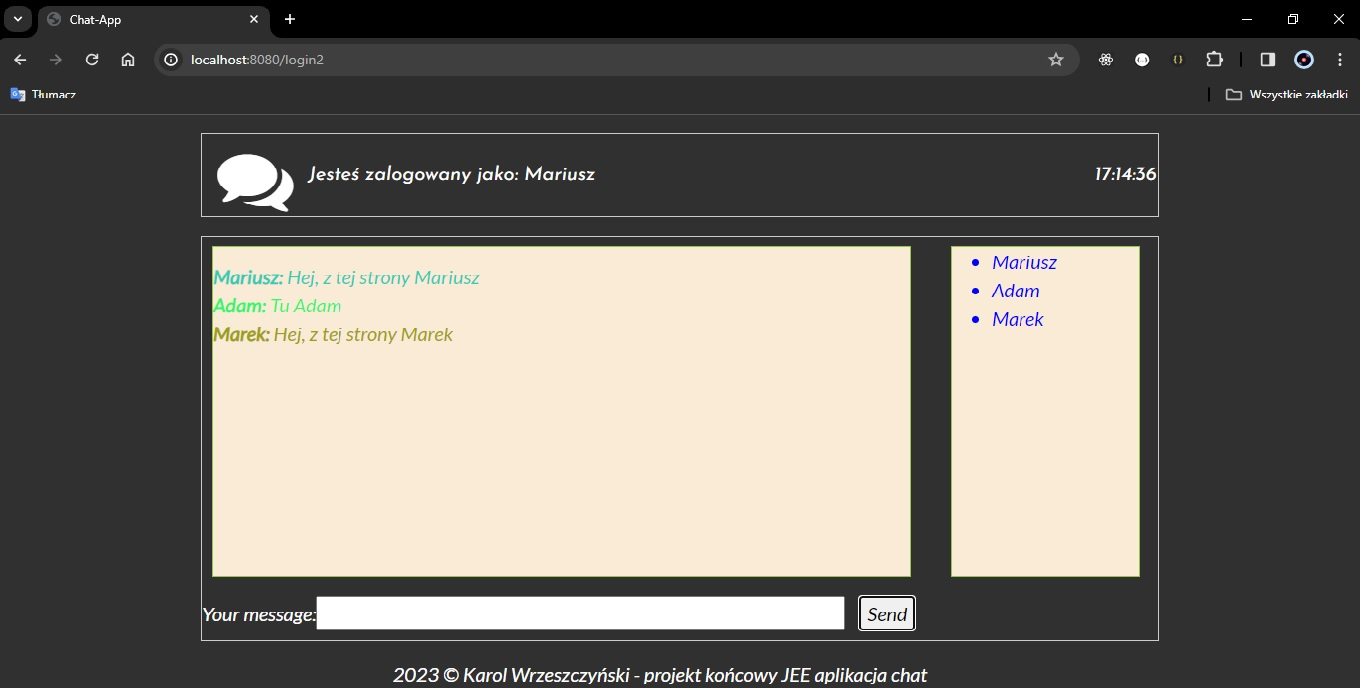 Chat-App
localhost:8080/login2
Tłumacz
Wszystkie zakładki
Jesteś zalogowany jako: Mariusz
17:14:36
Mariusz: Hej, z tej strony Mariusz
Adam: Tu Adam
Marek: Hej, z tej strony Marek
Mariusz
Adam
Marek
Your message:
Send
2023 © Karol Wrzeszczyński - projekt końcowy JEE aplikacja chat